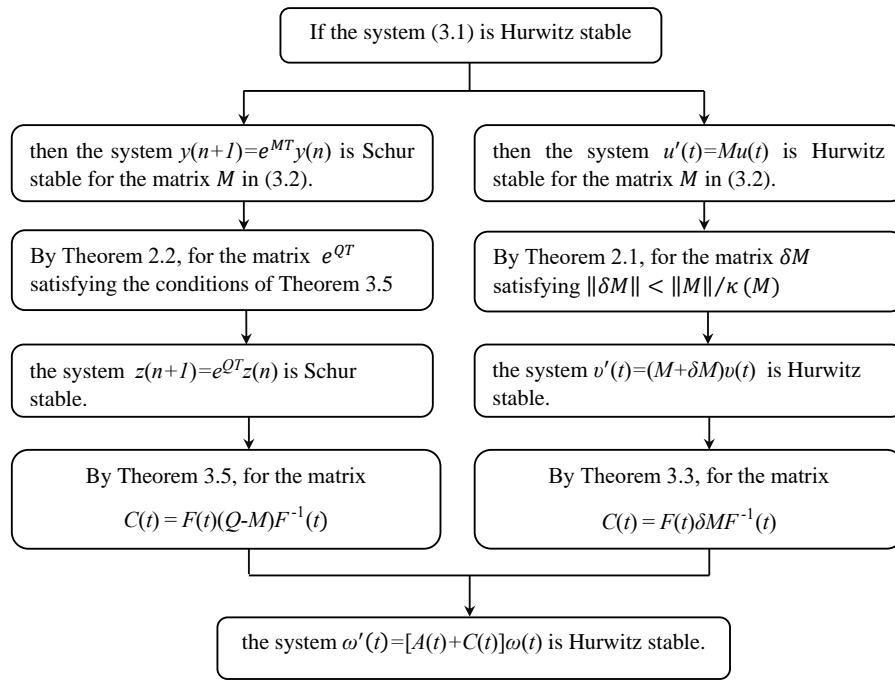 If the system (3.1) is Hurwitz stable
then the system y(n+1)=e^{MT}y(n) is Schur
stable for the matrix M in (3.2).
then the system u′(t)=Mu(t) is Hurwitz
stable for the matrix M in (3.2).
By Theorem 2.2, for the matrix e^{QT}
satisfying the conditions of Theorem 3.5
By Theorem 2.1, for the matrix δM
satisfying ‖δM‖ < ‖M‖/κ (M)
the system z(n+1)=e^{QT}z(n) is Schur
stable.
the system υ′(t)=(M+δM)υ(t) is Hurwitz
stable.
By Theorem 3.5, for the matrix
C(t) = F(t)(Q-M)F^{-1}(t)
By Theorem 3.3, for the matrix
C(t) = F(t)δMF^{-1}(t)
the system ω′(t)=[A(t)+C(t)]ω(t) is Hurwitz stable.